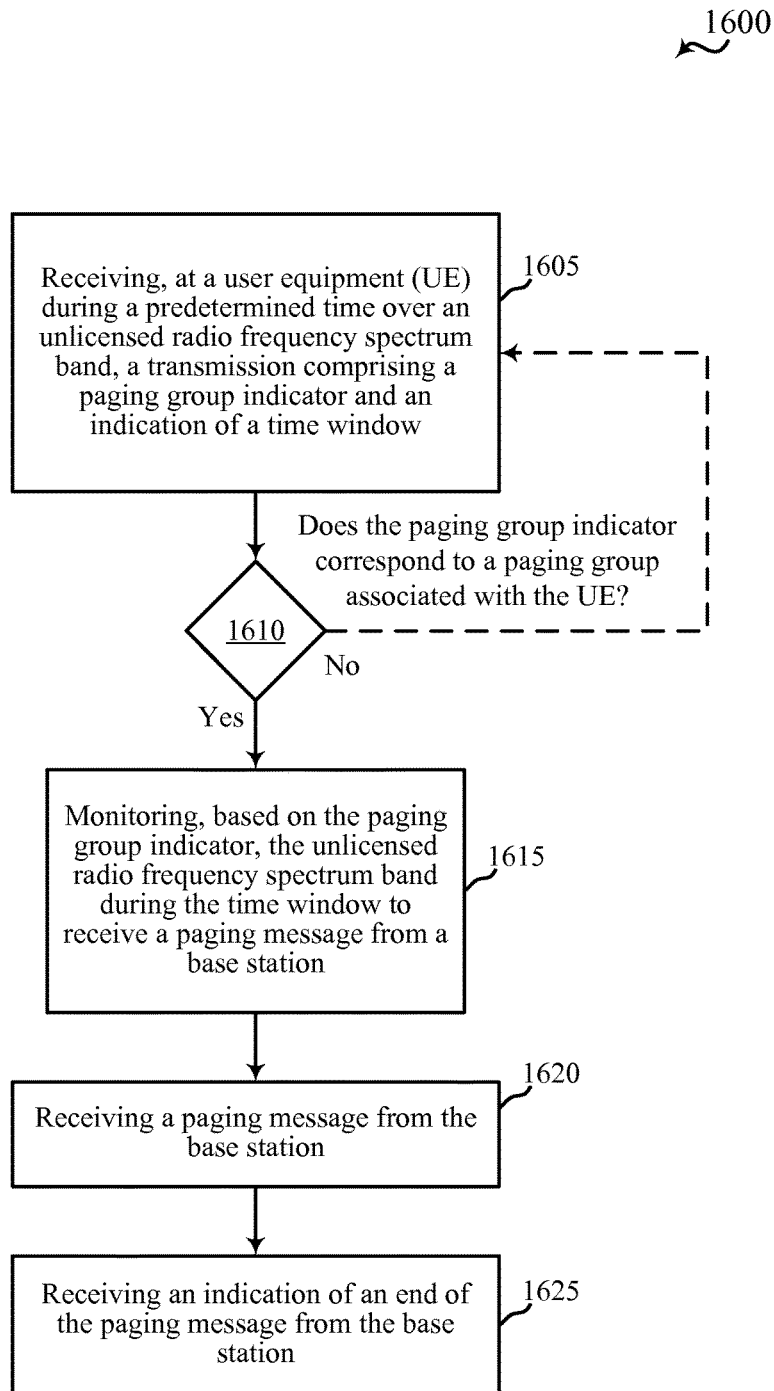 1600
Receiving, at a user equipment (UE)
during a predetermined time over an
unlicensed radio frequency spectrum
band, a transmission comprising a
paging group indicator and an
indication of a time window
1605
Does the paging group indicator
correspond to a paging group
associated with the UE?
1610
No
Yes
Monitoring, based on the paging
group indicator, the unlicensed
radio frequency spectrum band
during the time window to
receive a paging message from a
base station
1615
Receiving a paging message from the
base station
1620
Receiving an indication of an end of
the paging message from the base
station
1625